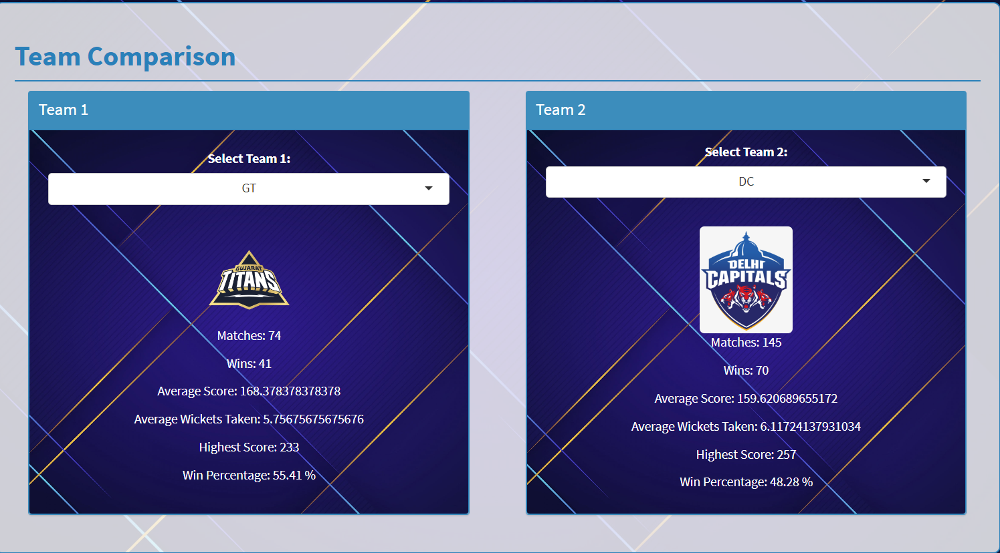 Team Comparison
Team 1
Select Team 1:
GT
GUJARAT
TITANS
Matches: 74
Wins: 41
Average Score: 168.378378378378
Average Wickets Taken: 5.75675675675676
Highest Score: 233
Win Percentage: 55.41 %
Team 2
Select Team 2:
DC
DELHI
CAPITALS
Matches: 145
Wins: 70
Average Score: 159.620689655172
Average Wickets Taken: 6.11724137931034
Highest Score: 257
Win Percentage: 48.28 %